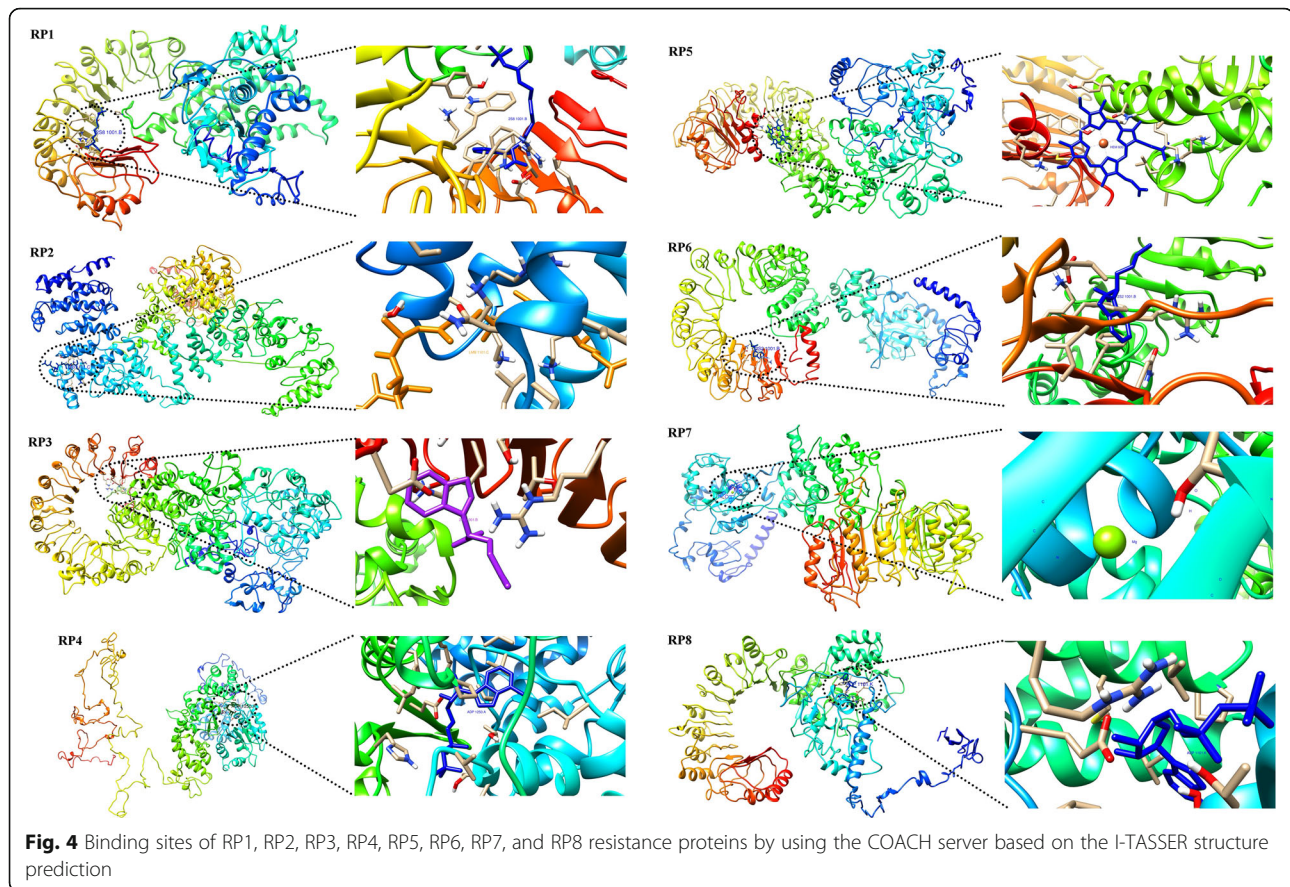 RP1
RP5
RP2
RP6
RP3
RP7
Mg
RP4
RP8
Fig. 4 Binding sites of RP1, RP2, RP3, RP4, RP5, RP6, RP7, and RP8 resistance proteins by using the COACH server based on the I-TASSER structure
prediction